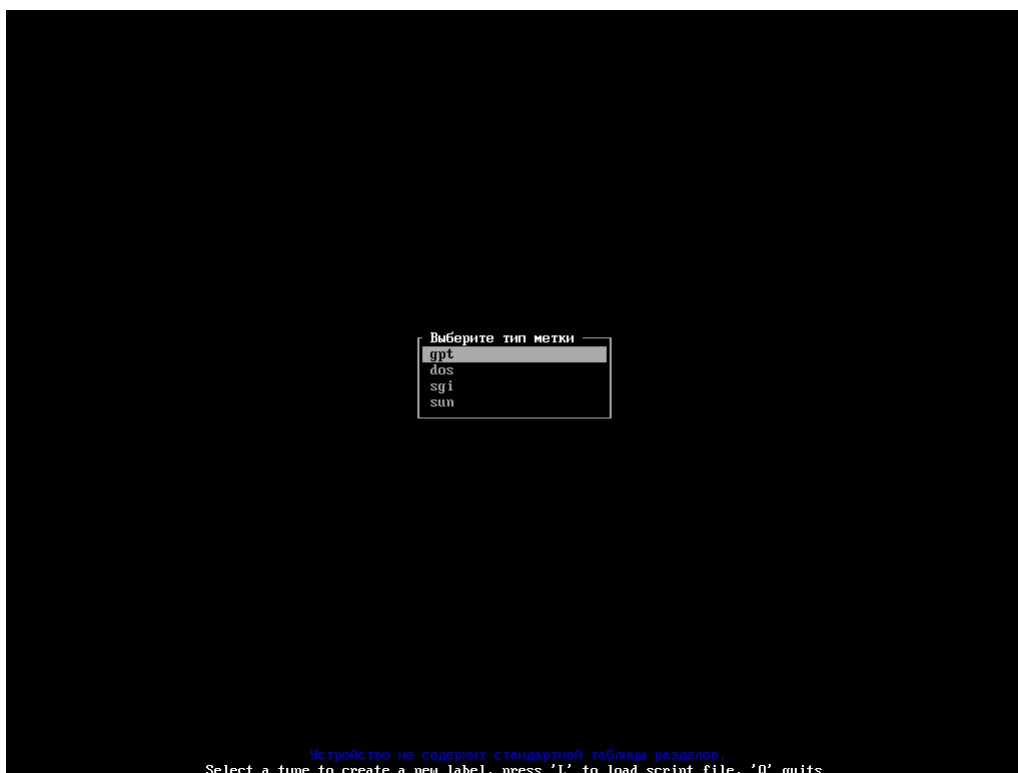 Выберите тип метки
gpt
dos
sgi
sun
Устройство не содержит стандартной таблицы разделов.
Select a type to create a new label, press 'L' to load script file, 'Q' quits.